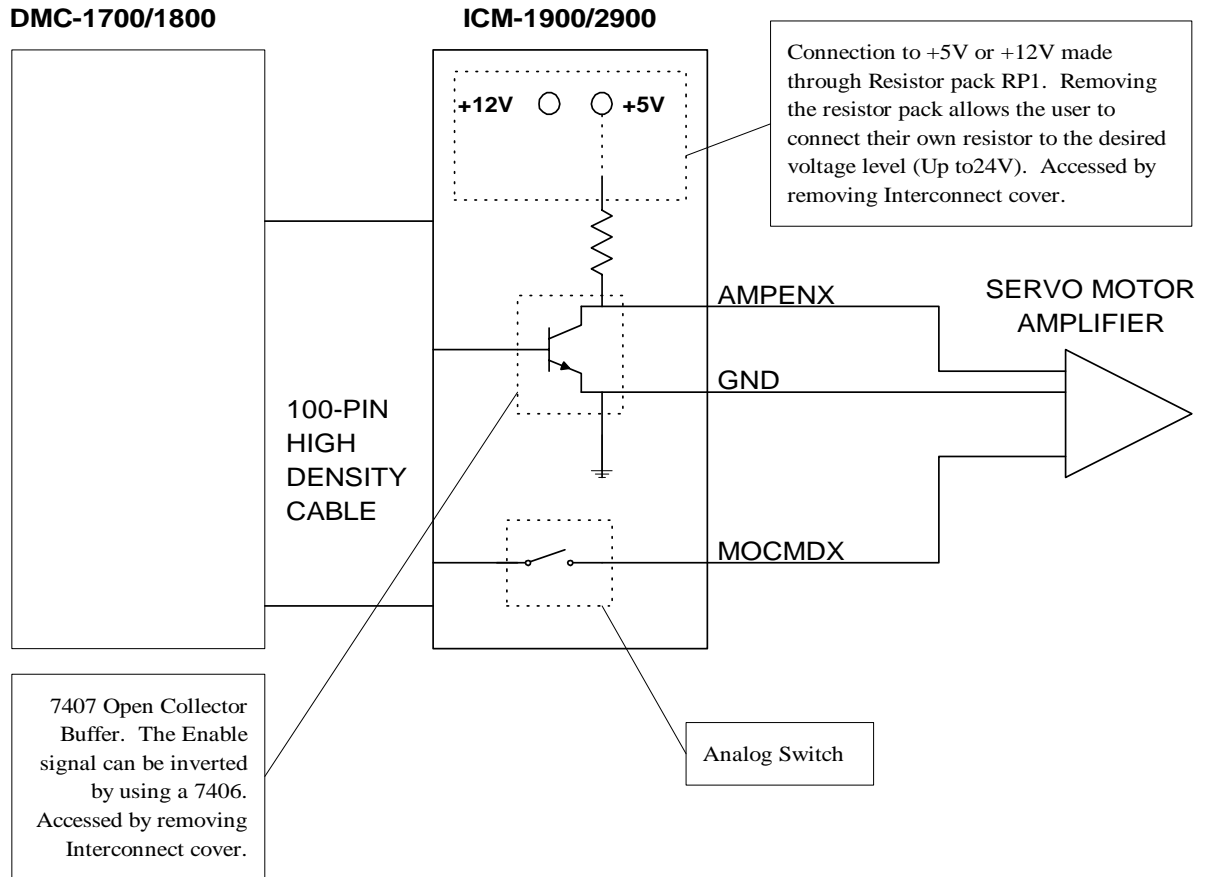 DMC-1700/1800
ICM-1900/2900
Connection to +5V or +12V made
through Resistor pack RP1. Removing
the resistor pack allows the user to
connect their own resistor to the desired
voltage level (Up to24V). Accessed by
removing Interconnect cover.
+12V
+5V
AMPENX
SERVO MOTOR
AMPLIFIER
GND
100-PIN
HIGH
DENSITY
CABLE
MOCMDX
7407 Open Collector
Buffer. The Enable
signal can be inverted
by using a 7406.
Accessed by removing
Interconnect cover.
Analog Switch